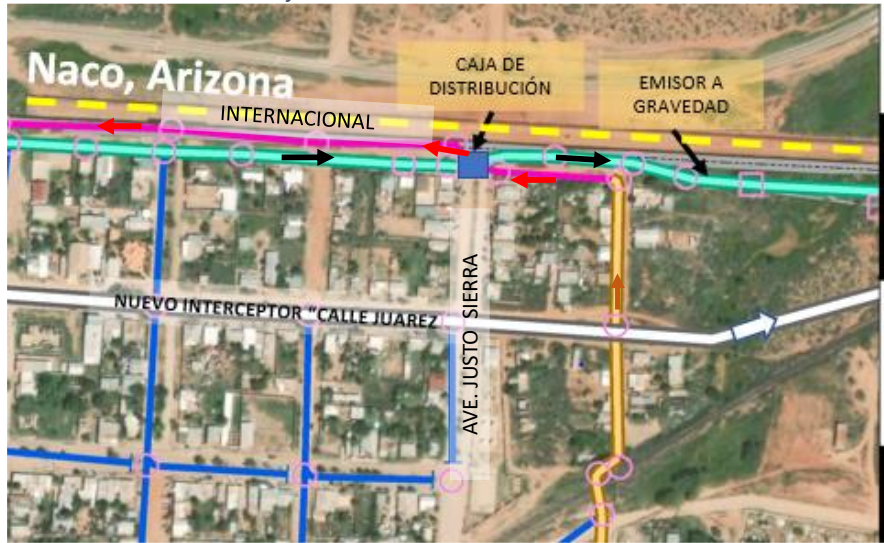 Naco, Arizona
CAJA DE
DISTRIBUCIÓN
EMISOR A
GRAVEDAD
INTERNACIONAL
NUEVO INTERCEPTOR "CALLE JUAREZ
AVE. JUSTO SIERRA